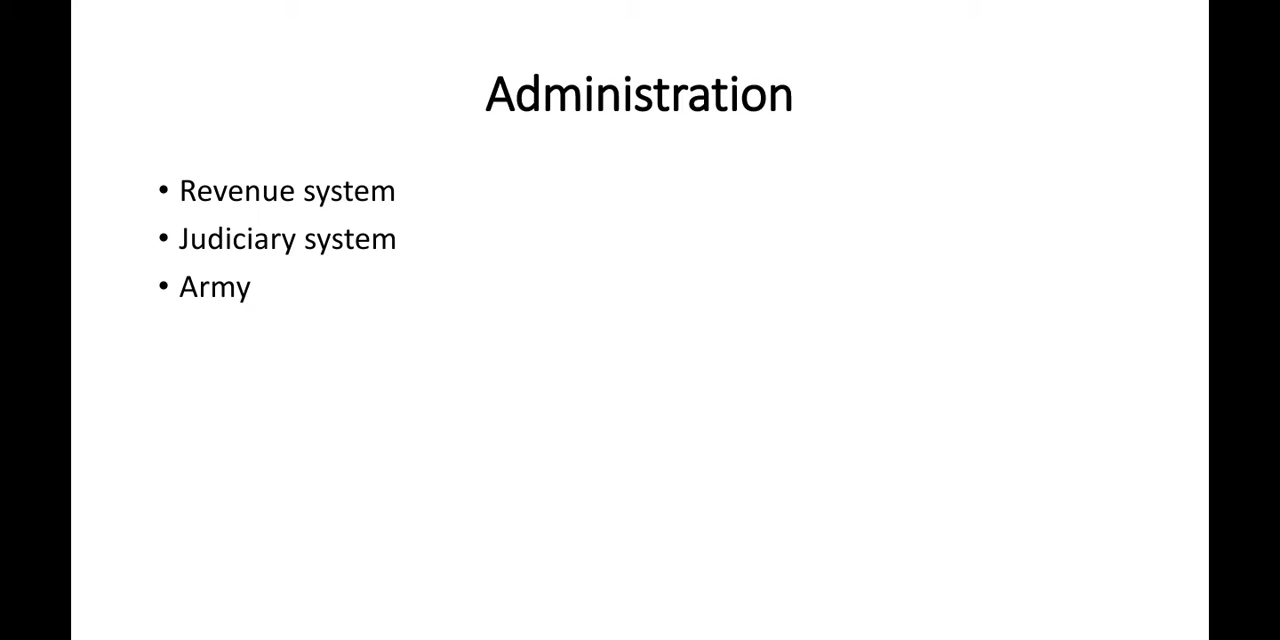 Administration
• Revenue system
• Judiciary system
• Army